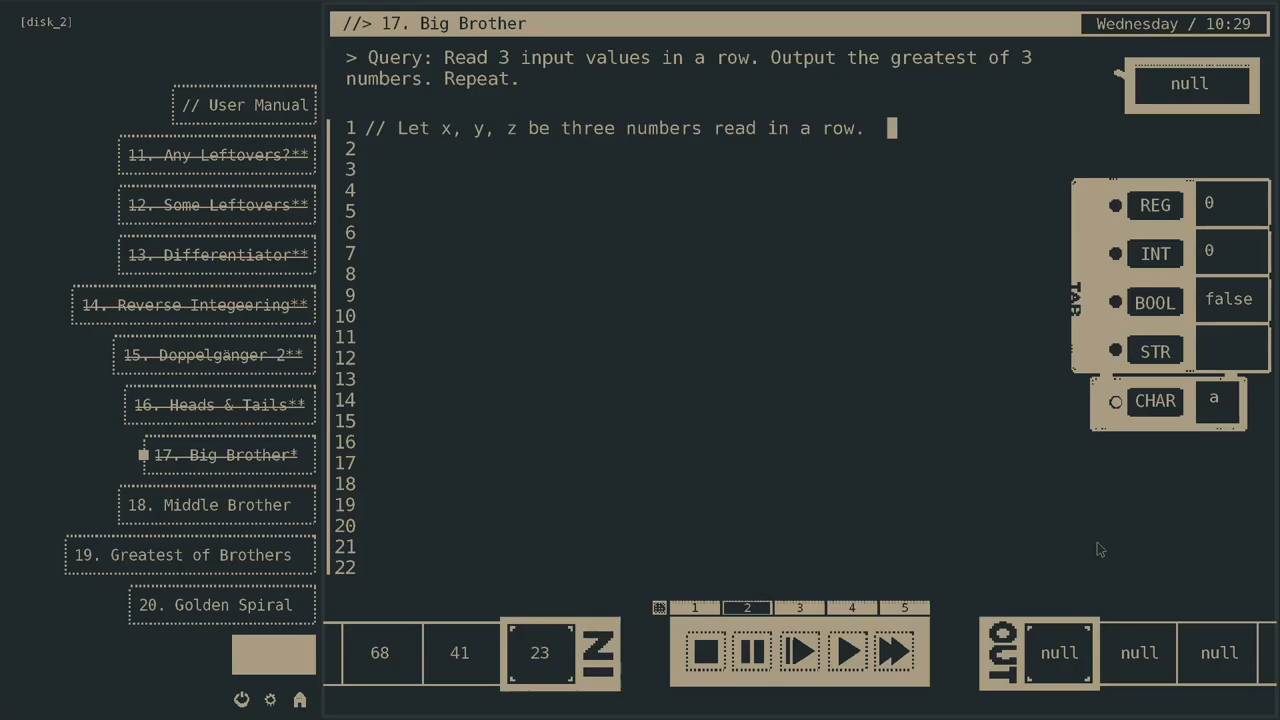 [disk_2]
// User Manual
11. Any Leftovers?**
12. Some Leftovers**
13. Differentiator**
14. Reverse Integeering**
15. Doppelgänger 2**
16. Heads & Tails**
17. Big Brother*
18. Middle Brother
19. Greatest of Brothers
20. Golden Spiral
//> 17. Big Brother
Wednesday / 10:29
> Query: Read 3 input values in a row. Output the greatest of 3
numbers. Repeat.
null
1 // Let x, y, z be three numbers read in a row.
2
3
4
5
6
7
8
9
10
11
12
13
14
15
16
17
18
19
20
21
22
REG 0
INT 0
BOOL false
STR
CHAR a
68 41 23 IN
1 2 3 4 5
OUT null null null